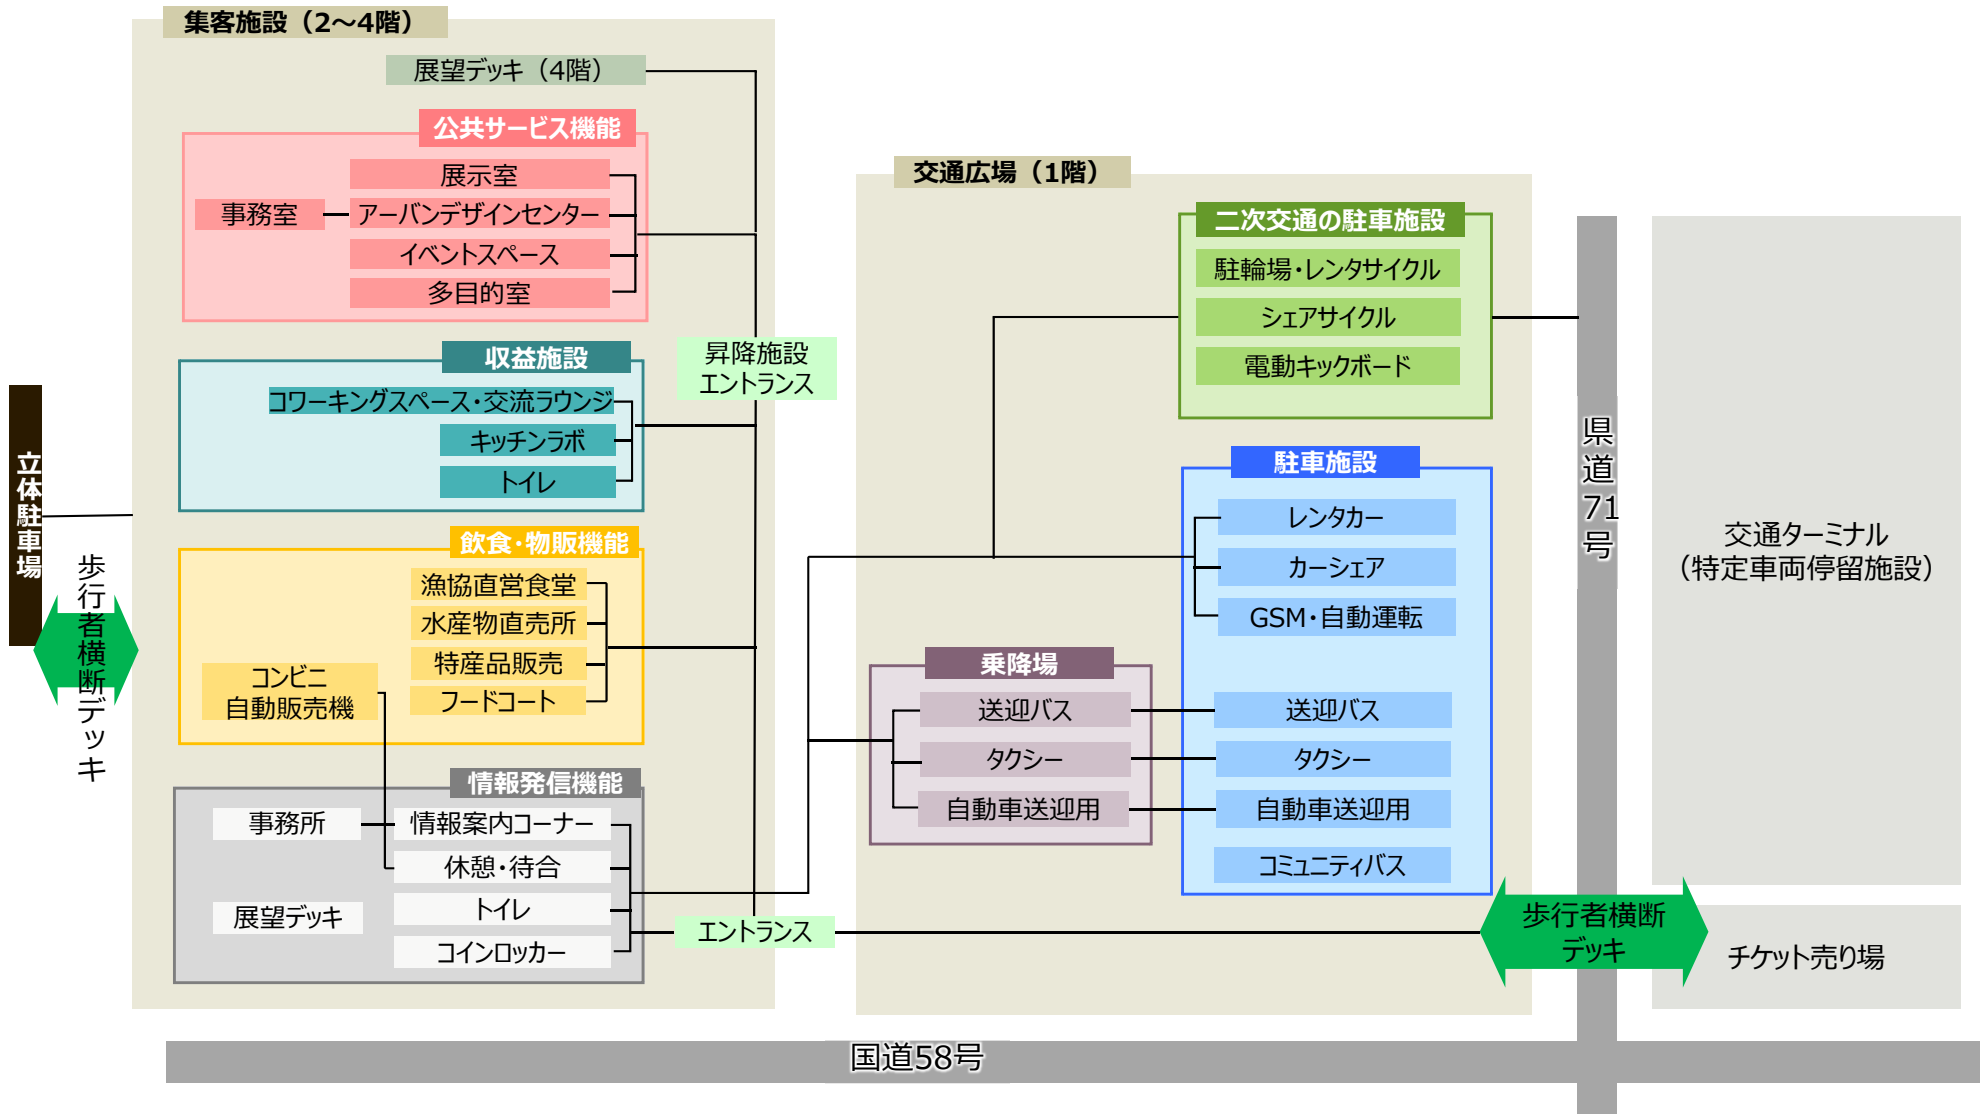 集客施設（2～4階）
展望デッキ（4階）
公共サービス機能
展示室
事務室
アーバンデザインセンター
イベントスペース
多目的室
昇降施設
エントランス
収益施設
コワーキングスペース・交流ラウンジ
キッチンラボ
トイレ
立体駐車場
歩行者横断デッキ
飲食・物販機能
漁協直営食堂
水産物直売所
特産品販売
フードコート
コンビニ
自動販売機
情報発信機能
事務所
情報案内コーナー
休憩・待合
展望デッキ
トイレ
コインロッカー
エントランス
交通広場（1階）
二次交通の駐車施設
駐輪場・レンタサイクル
シェアサイクル
電動キックボード
駐車施設
レンタカー
カーシェア
GSM・自動運転
乗降場
送迎バス
タクシー
自動車送迎用
送迎バス
タクシー
自動車送迎用
コミュニティバス
県道71号
歩行者横断
デッキ
交通ターミナル
（特定車両停留施設）
チケット売り場
国道58号